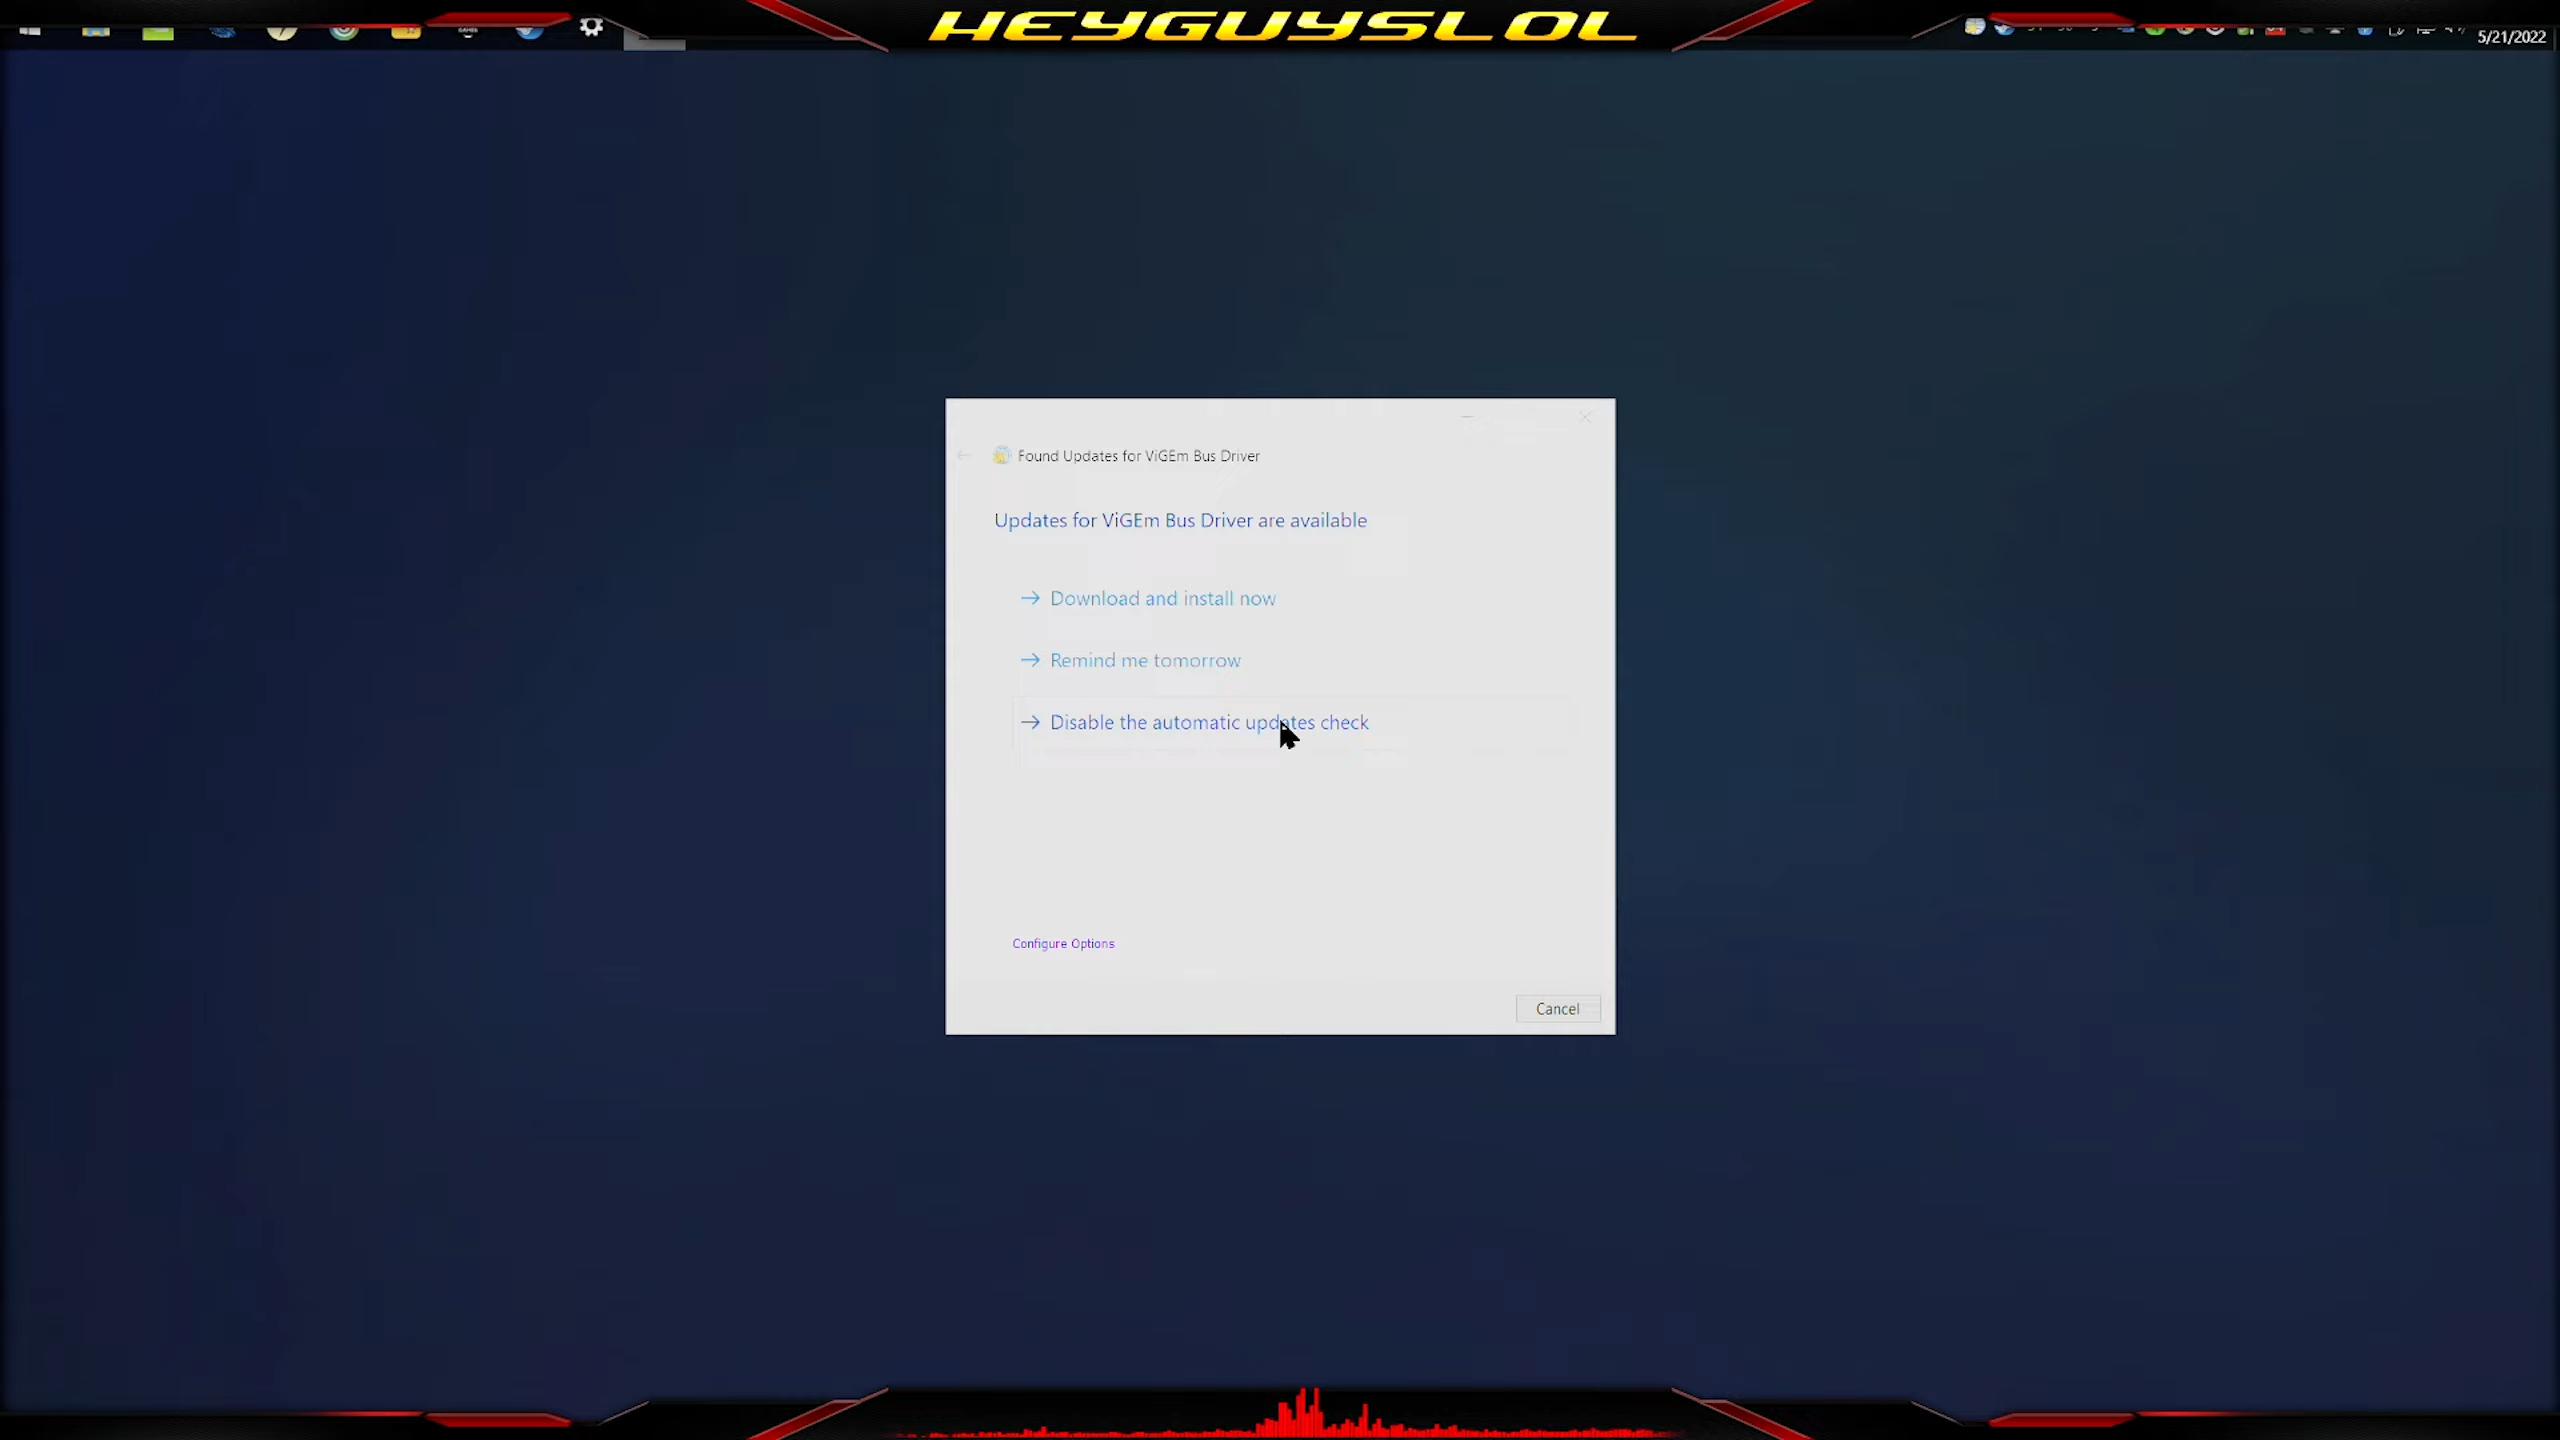 HEYGUYSLOL
5/21/2022
Found Updates for ViGEm Bus Driver
Updates for ViGEm Bus Driver are available
Download and install now
Remind me tomorrow
Disable the automatic updates check
Configure Options
Cancel